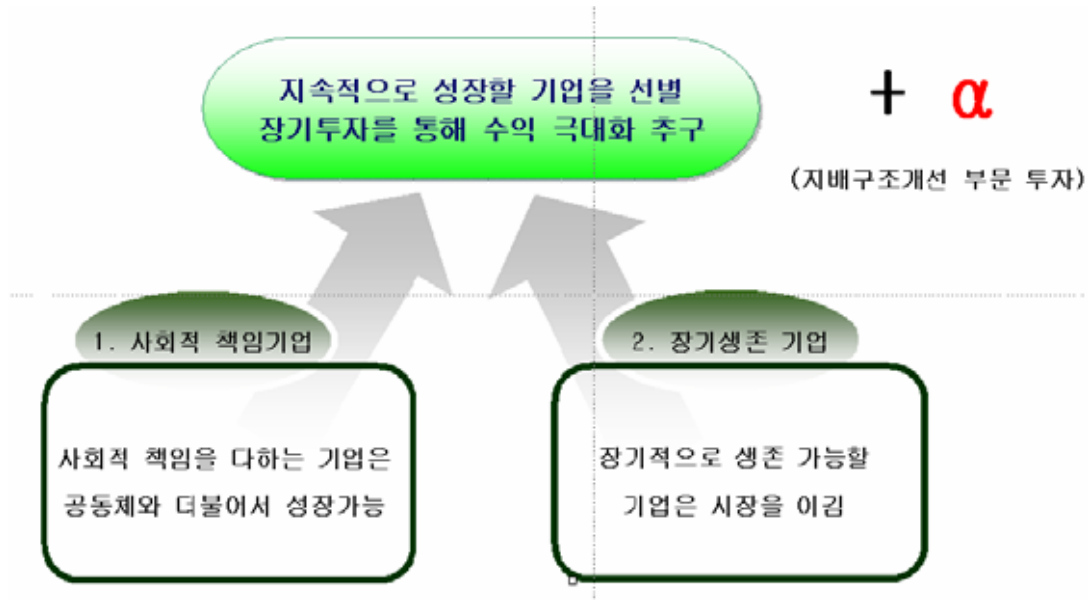 지속적으로 성장할 기업을 선별
장기투자를 통해 수익 극대화 추구
+ α
(지배구조개선 부문 투자)
1. 사회적 책임기업
사회적 책임을 다하는 기업은
공동체와 더불어서 성장가능
2. 장기생존 기업
장기적으로 생존 가능할
기업은 시장을 이김